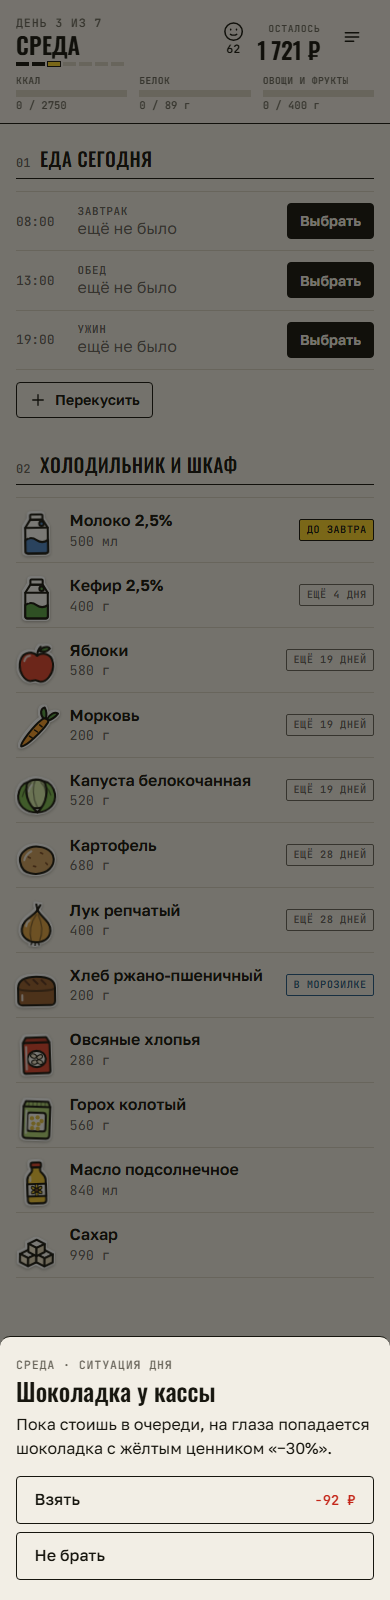 ДЕНЬ 3 ИЗ 7
СРЕДА
62
ОСТАЛОСЬ
1 721 ₽
ККАЛ
0 / 2750
БЕЛОК
0 / 89 г
ОВОЩИ И ФРУКТЫ
0 / 400 г
01 ЕДА СЕГОДНЯ
08:00
ЗАВТРАК
ещё не было
Выбрать
13:00
ОБЕД
ещё не было
Выбрать
19:00
УЖИН
ещё не было
Выбрать
+ Перекусить
02 ХОЛОДИЛЬНИК И ШКАФ
Молоко 2,5%
500 мл
ДО ЗАВТРА
Кефир 2,5%
400 г
ЕЩЁ 4 ДНЯ
Яблоки
580 г
ЕЩЁ 19 ДНЕЙ
Морковь
200 г
ЕЩЁ 19 ДНЕЙ
Капуста белокочанная
520 г
ЕЩЁ 19 ДНЕЙ
Картофель
680 г
ЕЩЁ 28 ДНЕЙ
Лук репчатый
400 г
ЕЩЁ 28 ДНЕЙ
Хлеб ржано-пшеничный
200 г
В МОРОЗИЛКЕ
Овсяные хлопья
280 г
Горох колотый
560 г
Масло подсолнечное
840 мл
Сахар
990 г
СРЕДА · СИТУАЦИЯ ДНЯ
Шоколадка у кассы
Пока стоишь в очереди, на глаза попадается
шоколадка с жёлтым ценником «−30%».
Взять
-92 ₽
Не брать